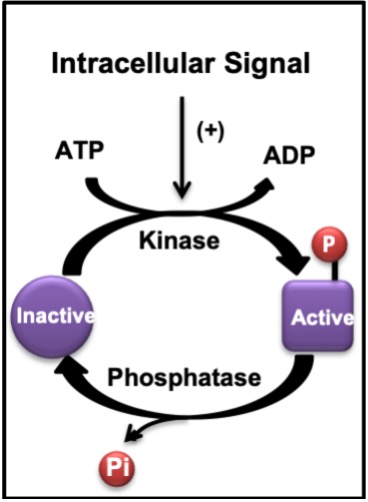 Intracellular Signal
(+)
ATP
ADP
Kinase
P
Inactive
Active
Phosphatase
Pi